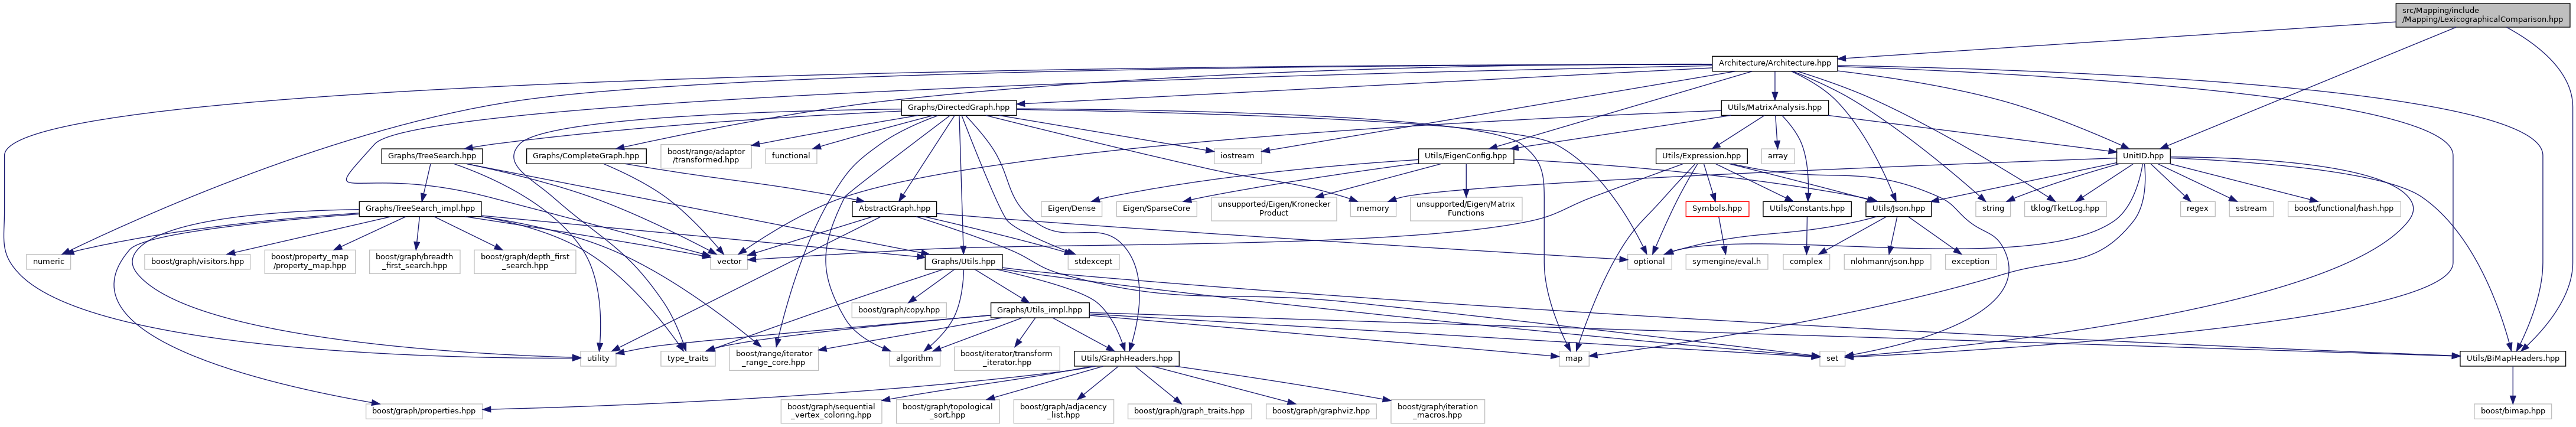 src/Mapping/include
/Mapping/LexicographicalComparison.hpp
Architecture/Architecture.hpp
Graphs/DirectedGraph.hpp
Utils/MatrixAnalysis.hpp
Graphs/TreeSearch.hpp
Graphs/CompleteGraph.hpp
boost/range/adaptor
/transformed.hpp
functional
iostream
Utils/EigenConfig.hpp
Utils/Expression.hpp
array
UnitID.hpp
Graphs/TreeSearch_impl.hpp
AbstractGraph.hpp
Eigen/Dense
Eigen/SparseCore
unsupported/Eigen/Kronecker
Product
memory
unsupported/Eigen/Matrix
Functions
Symbols.hpp
Utils/Constants.hpp
Utils/Json.hpp
string
tklog/TketLog.hpp
regex
sstream
boost/functional/hash.hpp
numeric
boost/graph/visitors.hpp
boost/property_map
/property_map.hpp
boost/graph/breadth
_first_search.hpp
boost/graph/depth_first
_search.hpp
vector
Graphs/Utils.hpp
stdexcept
optional
symengine/eval.h
complex
nlohmann/json.hpp
exception
boost/graph/copy.hpp
Graphs/Utils_impl.hpp
utility
type_traits
boost/range/iterator
_range_core.hpp
algorithm
boost/iterator/transform
_iterator.hpp
Utils/GraphHeaders.hpp
map
set
Utils/BiMapHeaders.hpp
boost/graph/properties.hpp
boost/graph/sequential
_vertex_coloring.hpp
boost/graph/topological
_sort.hpp
boost/graph/adjacency
_list.hpp
boost/graph/graph_traits.hpp
boost/graph/graphviz.hpp
boost/graph/iteration
_macros.hpp
boost/bimap.hpp